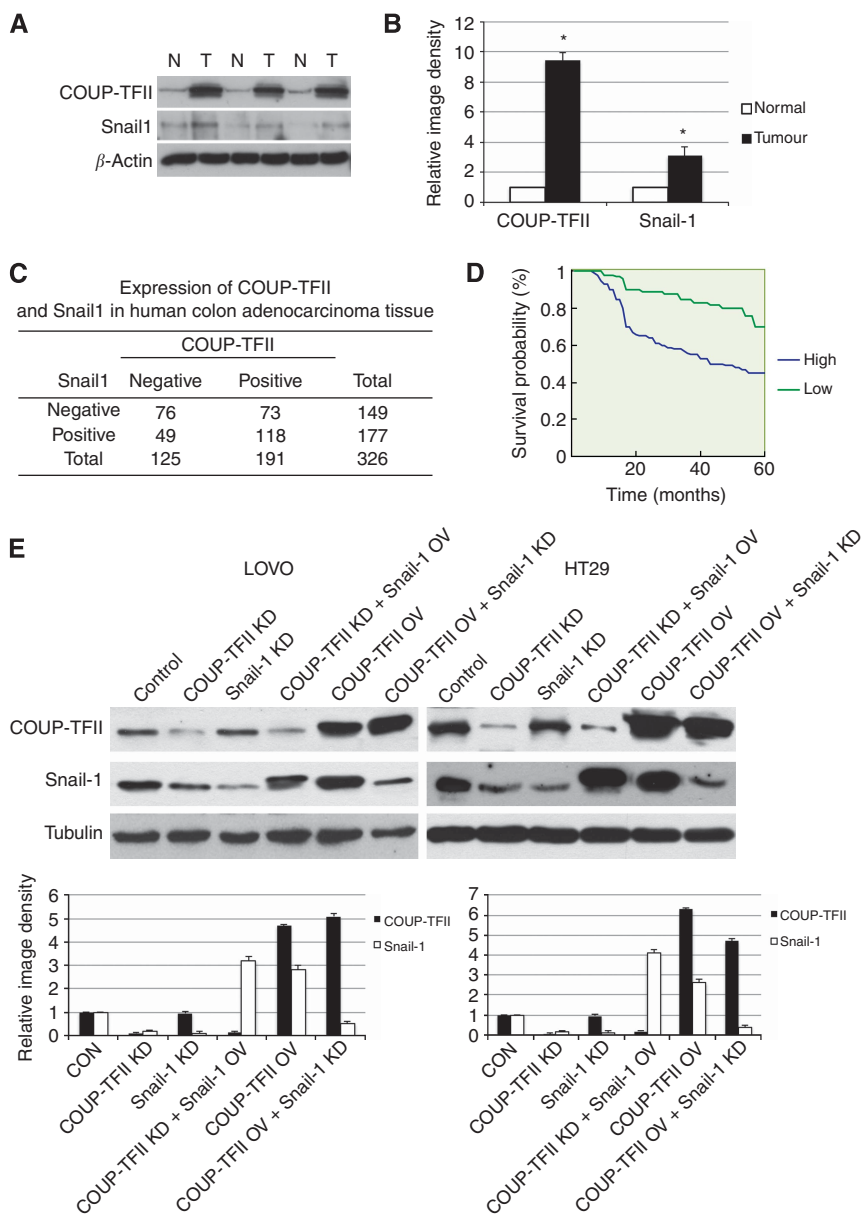 A
N T N T N T
COUP-TFII
Snail1
β-Actin
B
Relative image density
12
10
8
6
4
2
0
COUP-TFII
Snail-1
*
*
Normal
Tumour
C
Expression of COUP-TFII
and Snail1 in human colon adenocarcinoma tissue
COUP-TFII
Snail1 Negative Positive Total
Negative 76 73 149
Positive 49 118 177
Total 125 191 326
D
Survival probability (%)
1
0.8
0.6
0.4
0.2
0
20 40 60
Time (months)
High
Low
E
LOVO
Control
COUP-TFII KD
Snail-1 KD
COUP-TFII KD + Snail-1 OV
COUP-TFII OV
COUP-TFII OV + Snail-1 KD
HT29
Control
COUP-TFII KD
Snail-1 KD
COUP-TFII KD + Snail-1 OV
COUP-TFII OV
COUP-TFII OV + Snail-1 KD
COUP-TFII
Snail-1
Tubulin
Relative image density
6
5
4
3
2
1
0
CON
COUP-TFII KD
Snail-1 KD
COUP-TFII KD + Snail-1 OV
COUP-TFII OV
COUP-TFII OV + Snail-1 KD
COUP-TFII
Snail-1
7
6
5
4
3
2
1
0
CON
COUP-TFII KD
Snail-1 KD
COUP-TFII KD + Snail-1 OV
COUP-TFII OV
COUP-TFII OV + Snail-1 KD
COUP-TFII
Snail-1